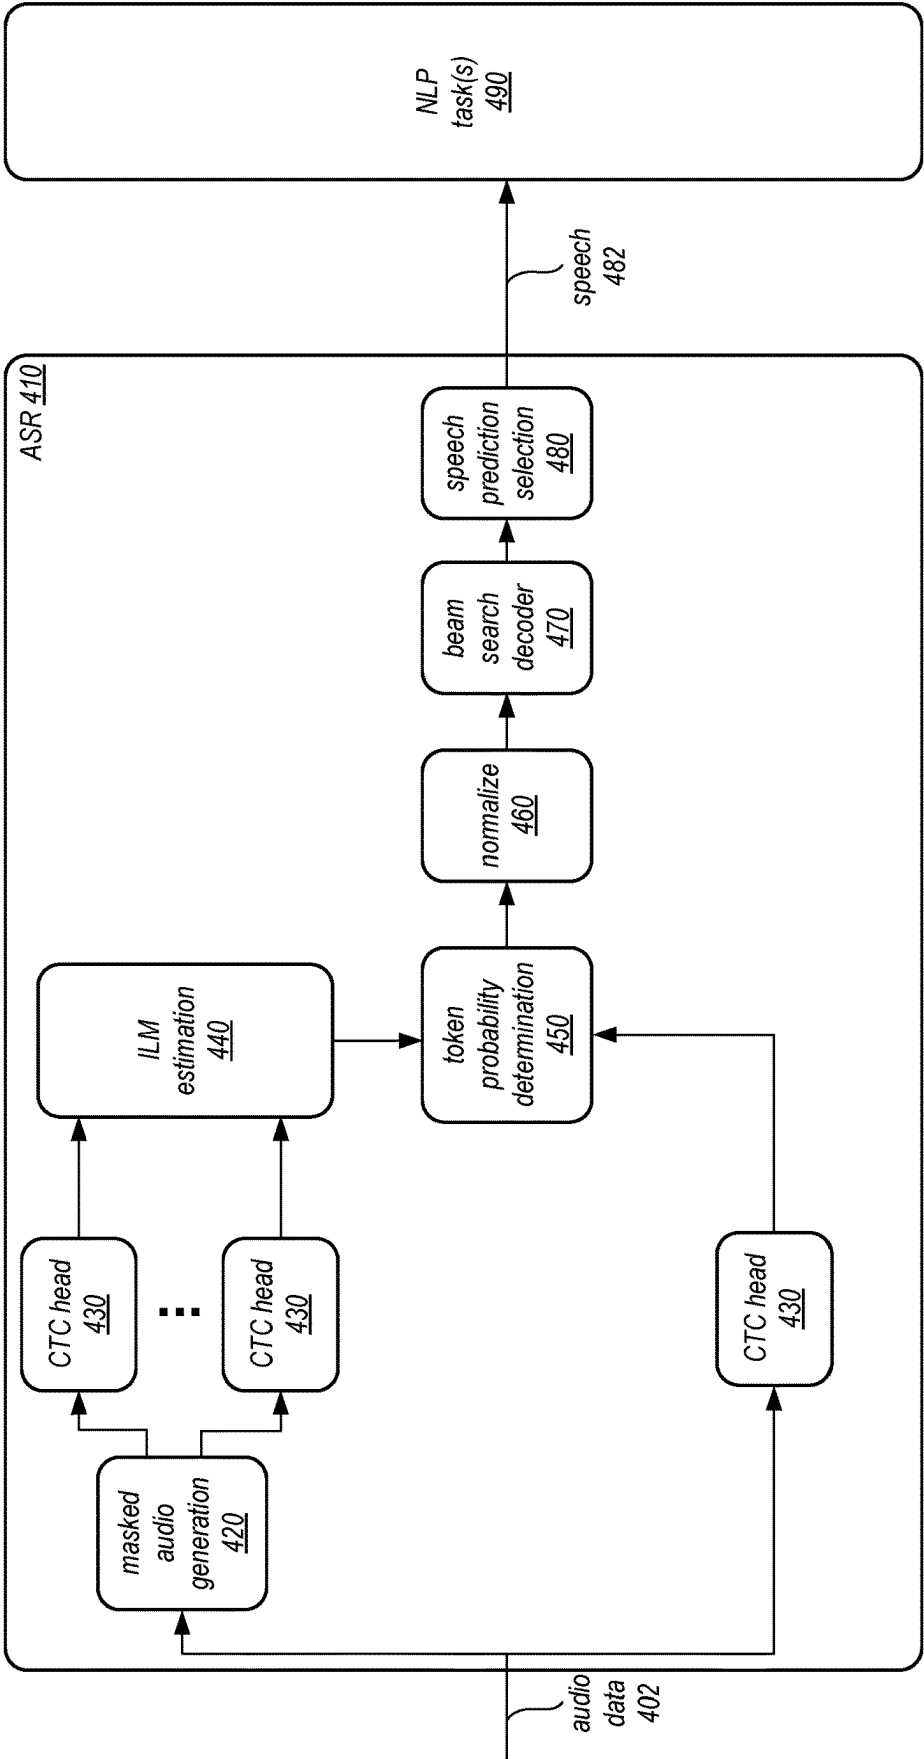 audio
data
402
ASR 410
masked
audio
generation
420
CTC head
430
CTC head
430
CTC head
430
ILM
estimation
440
token
probability
determination
450
normalize
460
beam
search
decoder
470
speech
prediction
selection
480
speech
482
NLP
task(s)
490